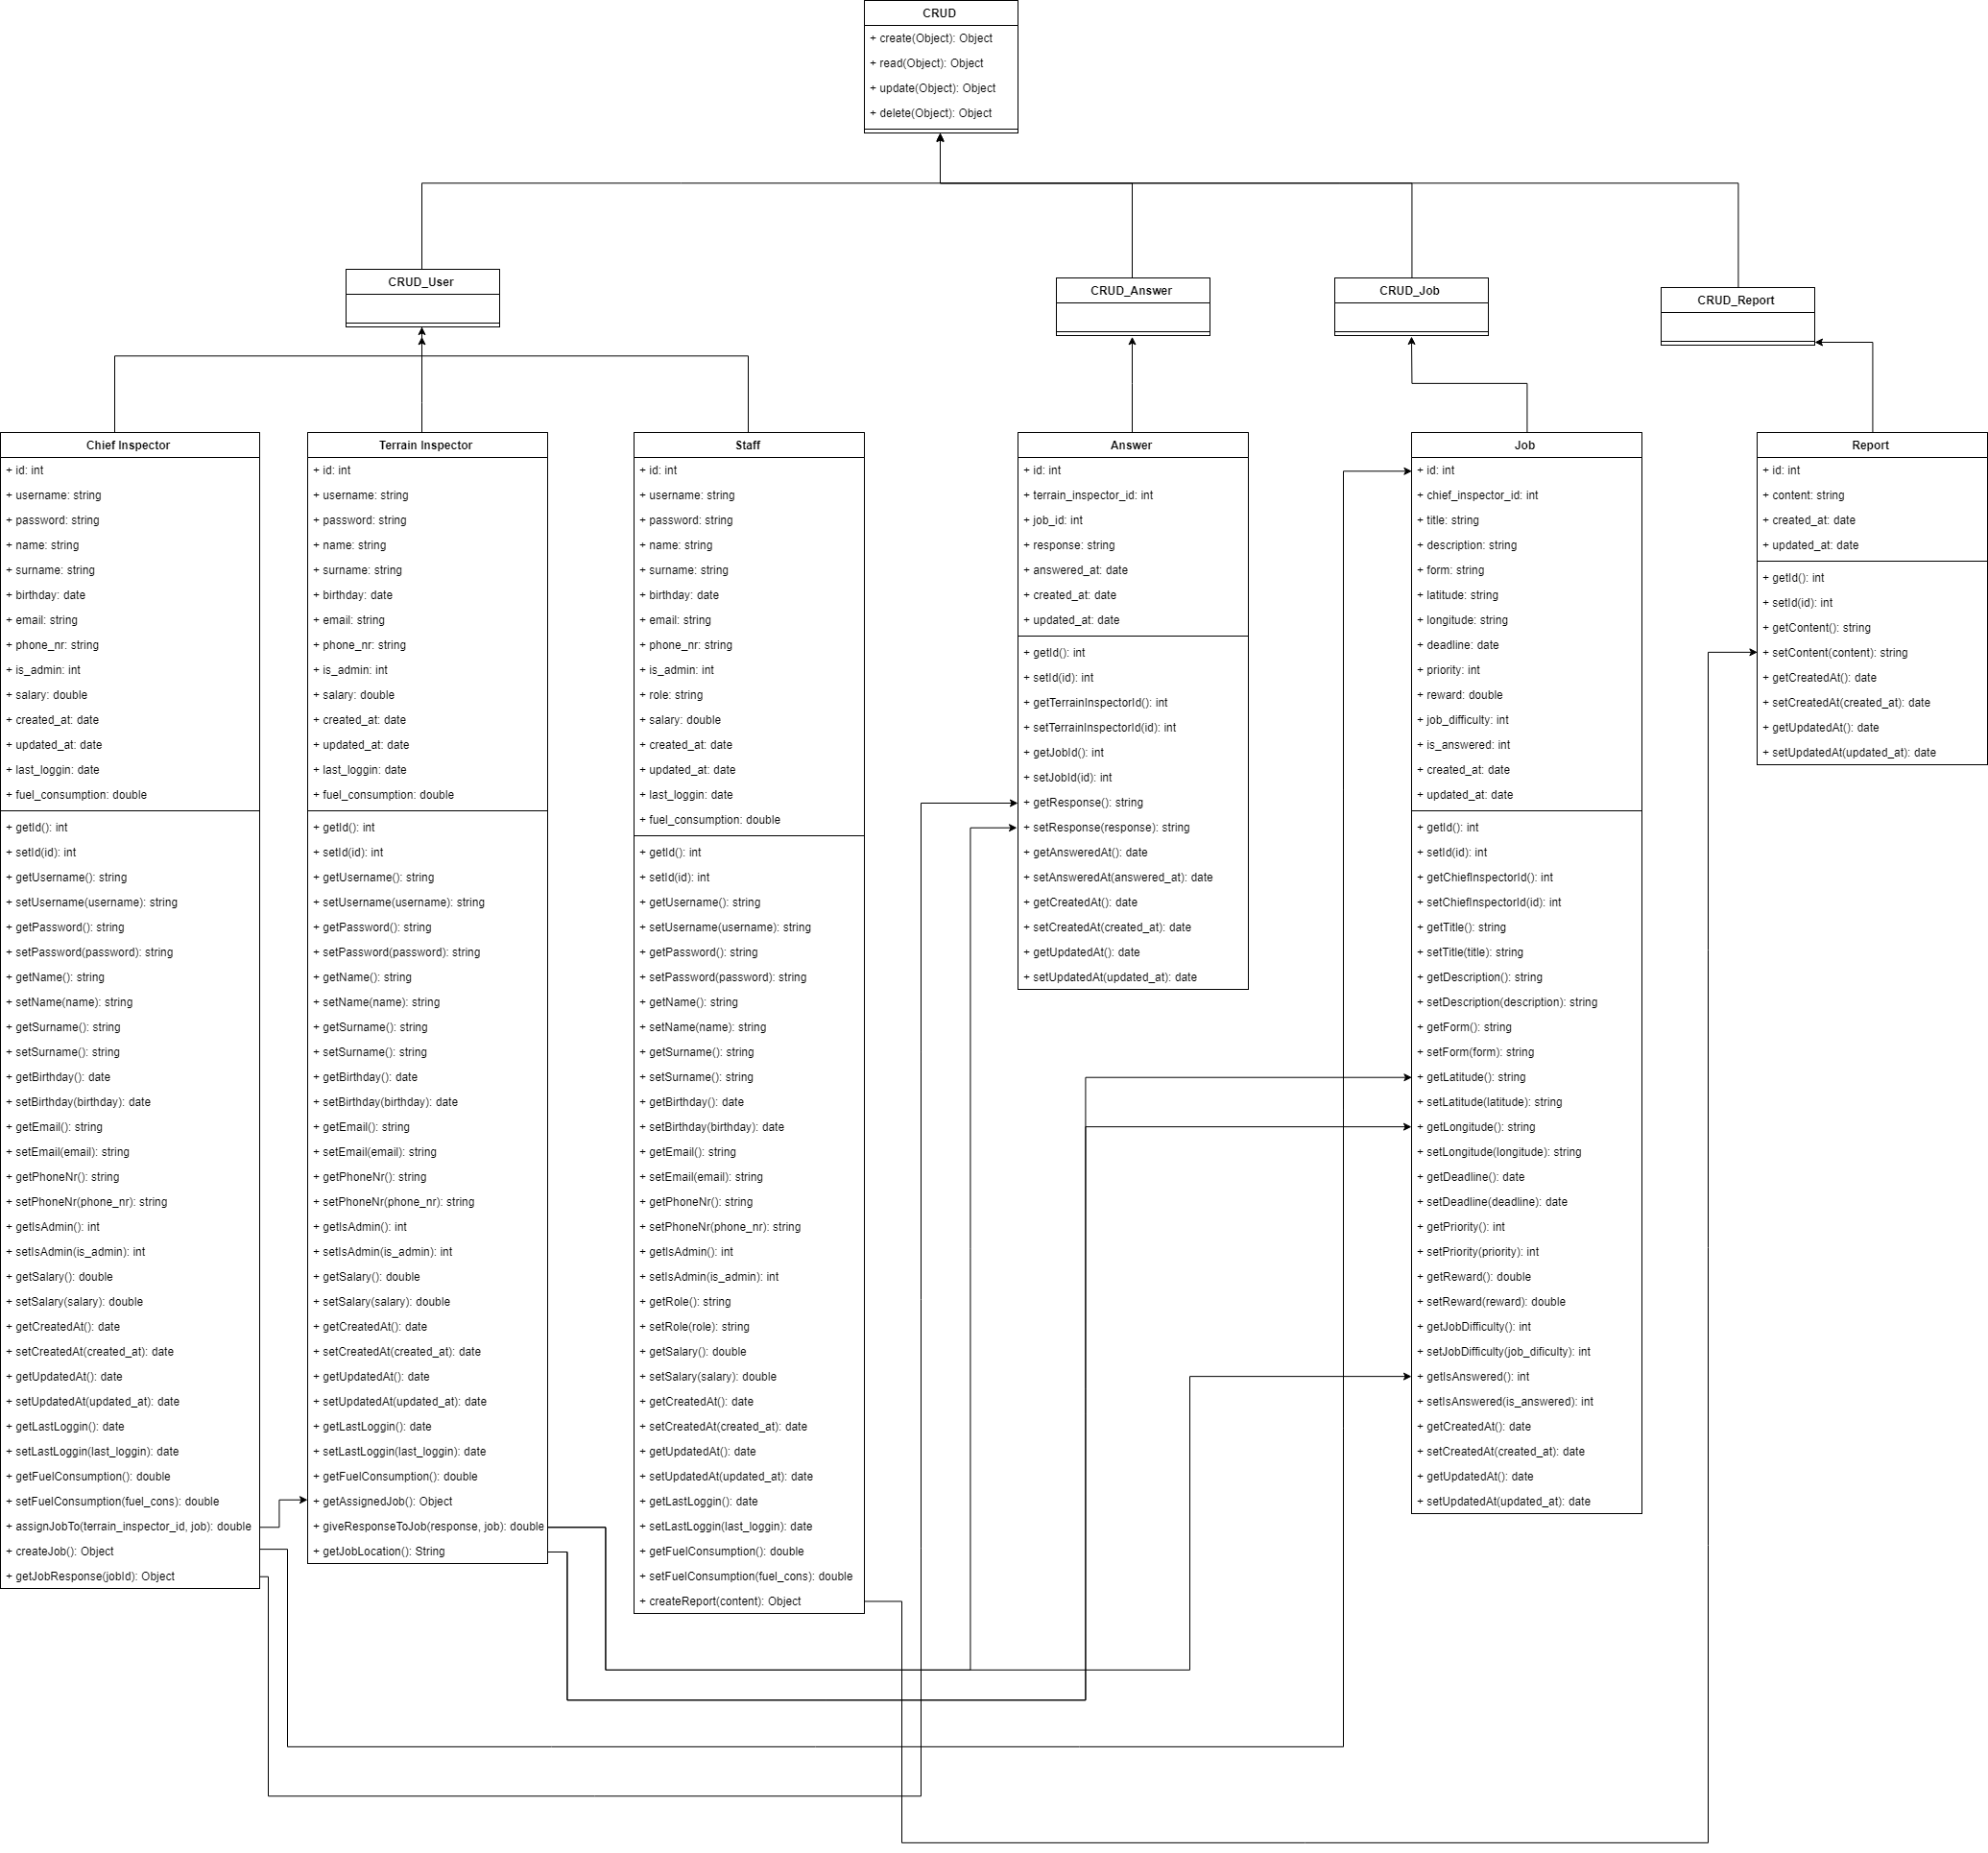 CRUD
+ create(Object): Object
+ read(Object): Object
+ update(Object): Object
+ delete(Object): Object
CRUD_User
CRUD_Answer
CRUD_Job
CRUD_Report
Chief Inspector
+ id: int
+ username: string
+ password: string
+ name: string
+ surname: string
+ birthday: date
+ email: string
+ phone_nr: string
+ is_admin: int
+ salary: double
+ created_at: date
+ updated_at: date
+ last_loggin: date
+ fuel_consumption: double
+ getId(): int
+ setId(id): int
+ getUsername(): string
+ setUsername(username): string
+ getPassword(): string
+ setPassword(password): string
+ getName(): string
+ setName(name): string
+ getSurname(): string
+ setSurname(): string
+ getBirthday(): date
+ setBirthday(birthday): date
+ getEmail(): string
+ setEmail(email): string
+ getPhoneNr(): string
+ setPhoneNr(phone_nr): string
+ getIsAdmin(): int
+ setIsAdmin(is_admin): int
+ getSalary(): double
+ setSalary(salary): double
+ getCreatedAt(): date
+ setCreatedAt(created_at): date
+ getUpdatedAt(): date
+ setUpdatedAt(updated_at): date
+ getLastLoggin(): date
+ setLastLoggin(last_loggin): date
+ getFuelConsumption(): double
+ setFuelConsumption(fuel_cons): double
+ assignJobTo(terrain_inspector_id, job): double
+ createJob(): Object
+ getJobResponse(jobId): Object
Terrain Inspector
+ id: int
+ username: string
+ password: string
+ name: string
+ surname: string
+ birthday: date
+ email: string
+ phone_nr: string
+ is_admin: int
+ salary: double
+ created_at: date
+ updated_at: date
+ last_loggin: date
+ fuel_consumption: double
+ getId(): int
+ setId(id): int
+ getUsername(): string
+ setUsername(username): string
+ getPassword(): string
+ setPassword(password): string
+ getName(): string
+ setName(name): string
+ getSurname(): string
+ setSurname(): string
+ getBirthday(): date
+ setBirthday(birthday): date
+ getEmail(): string
+ setEmail(email): string
+ getPhoneNr(): string
+ setPhoneNr(phone_nr): string
+ getIsAdmin(): int
+ setIsAdmin(is_admin): int
+ getSalary(): double
+ setSalary(salary): double
+ getCreatedAt(): date
+ setCreatedAt(created_at): date
+ getUpdatedAt(): date
+ setUpdatedAt(updated_at): date
+ getLastLoggin(): date
+ setLastLoggin(last_loggin): date
+ getFuelConsumption(): double
+ getAssignedJob(): Object
+ giveResponseToJob(response, job): double
+ getJobLocation(): String
Staff
+ id: int
+ username: string
+ password: string
+ name: string
+ surname: string
+ birthday: date
+ email: string
+ phone_nr: string
+ is_admin: int
+ role: string
+ salary: double
+ created_at: date
+ updated_at: date
+ last_loggin: date
+ fuel_consumption: double
+ getId(): int
+ setId(id): int
+ getUsername(): string
+ setUsername(username): string
+ getPassword(): string
+ setPassword(password): string
+ getName(): string
+ setName(name): string
+ getSurname(): string
+ setSurname(): string
+ getBirthday(): date
+ setBirthday(birthday): date
+ getEmail(): string
+ setEmail(email): string
+ getPhoneNr(): string
+ setPhoneNr(phone_nr): string
+ getIsAdmin(): int
+ setIsAdmin(is_admin): int
+ getRole(): string
+ setRole(role): string
+ getSalary(): double
+ setSalary(salary): double
+ getCreatedAt(): date
+ setCreatedAt(created_at): date
+ getUpdatedAt(): date
+ setUpdatedAt(updated_at): date
+ getLastLoggin(): date
+ setLastLoggin(last_loggin): date
+ getFuelConsumption(): double
+ setFuelConsumption(fuel_cons): double
+ createReport(content): Object
Answer
+ id: int
+ terrain_inspector_id: int
+ job_id: int
+ response: string
+ answered_at: date
+ created_at: date
+ updated_at: date
+ getId(): int
+ setId(id): int
+ getTerrainInspectorId(): int
+ setTerrainInspectorId(id): int
+ getJobId(): int
+ setJobId(id): int
+ getResponse(): string
+ setResponse(response): string
+ getAnsweredAt(): date
+ setAnsweredAt(answered_at): date
+ getCreatedAt(): date
+ setCreatedAt(created_at): date
+ getUpdatedAt(): date
+ setUpdatedAt(updated_at): date
Job
+ id: int
+ chief_inspector_id: int
+ title: string
+ description: string
+ form: string
+ latitude: string
+ longitude: string
+ deadline: date
+ priority: int
+ reward: double
+ job_difficulty: int
+ is_answered: int
+ created_at: date
+ updated_at: date
+ getId(): int
+ setId(id): int
+ getChiefInspectorId(): int
+ setChiefInspectorId(id): int
+ getTitle(): string
+ setTitle(title): string
+ getDescription(): string
+ setDescription(description): string
+ getForm(): string
+ setForm(form): string
+ getLatitude(): string
+ setLatitude(latitude): string
+ getLongitude(): string
+ setLongitude(longitude): string
+ getDeadline(): date
+ setDeadline(deadline): date
+ getPriority(): int
+ setPriority(priority): int
+ getReward(): double
+ setReward(reward): double
+ getJobDifficulty(): int
+ setJobDifficulty(job_dificulty): int
+ getIsAnswered(): int
+ setIsAnswered(is_answered): int
+ getCreatedAt(): date
+ setCreatedAt(created_at): date
+ getUpdatedAt(): date
+ setUpdatedAt(updated_at): date
Report
+ id: int
+ content: string
+ created_at: date
+ updated_at: date
+ getId(): int
+ setId(id): int
+ getContent(): string
+ setContent(content): string
+ getCreatedAt(): date
+ setCreatedAt(created_at): date
+ getUpdatedAt(): date
+ setUpdatedAt(updated_at): date